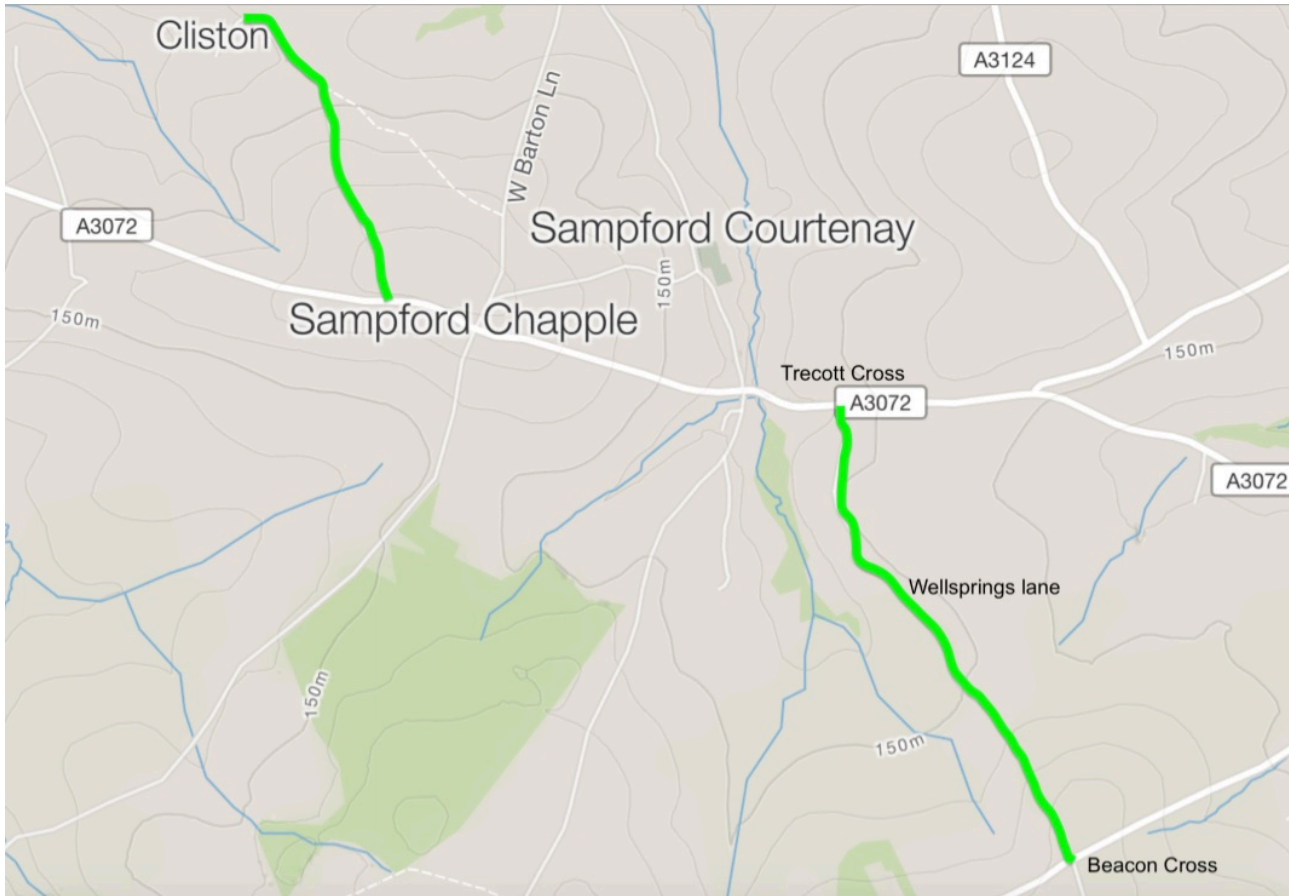 Cliston
A3124
W Barton Ln
A3072
Sampford Courtenay
150m
150m
Sampford Chapple
150m
Trecott Cross
A3072
A3072
Wellsprings lane
150m
150m
Beacon Cross